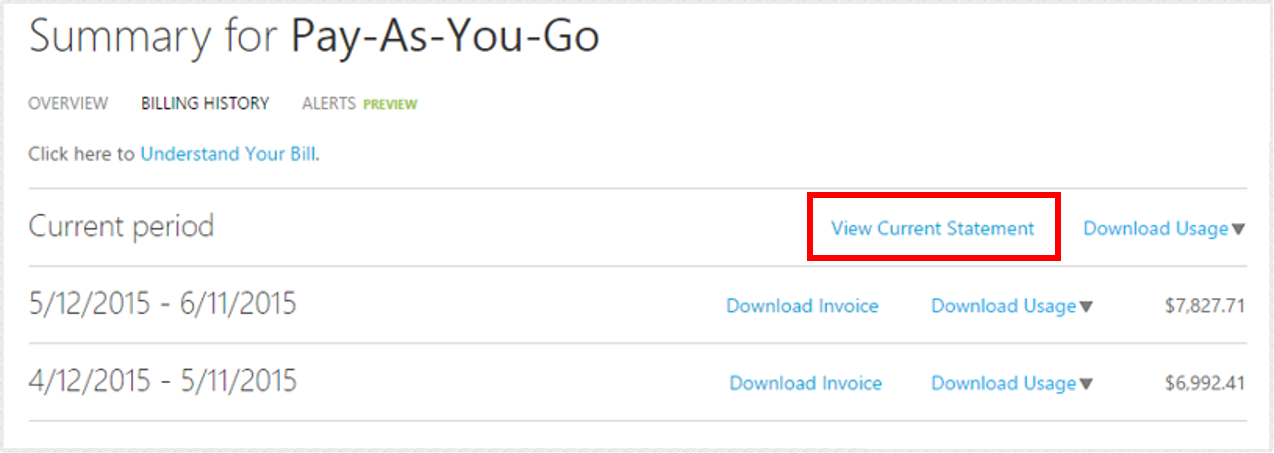 Summary for Pay-As-You-Go
OVERVIEW BILLING HISTORY ALERTS PREVIEW
Click here to Understand Your Bill.
Current period View Current Statement Download Usage▼
5/12/2015 - 6/11/2015 Download Invoice Download Usage▼ $7,827.71
4/12/2015 - 5/11/2015 Download Invoice Download Usage▼ $6,992.41